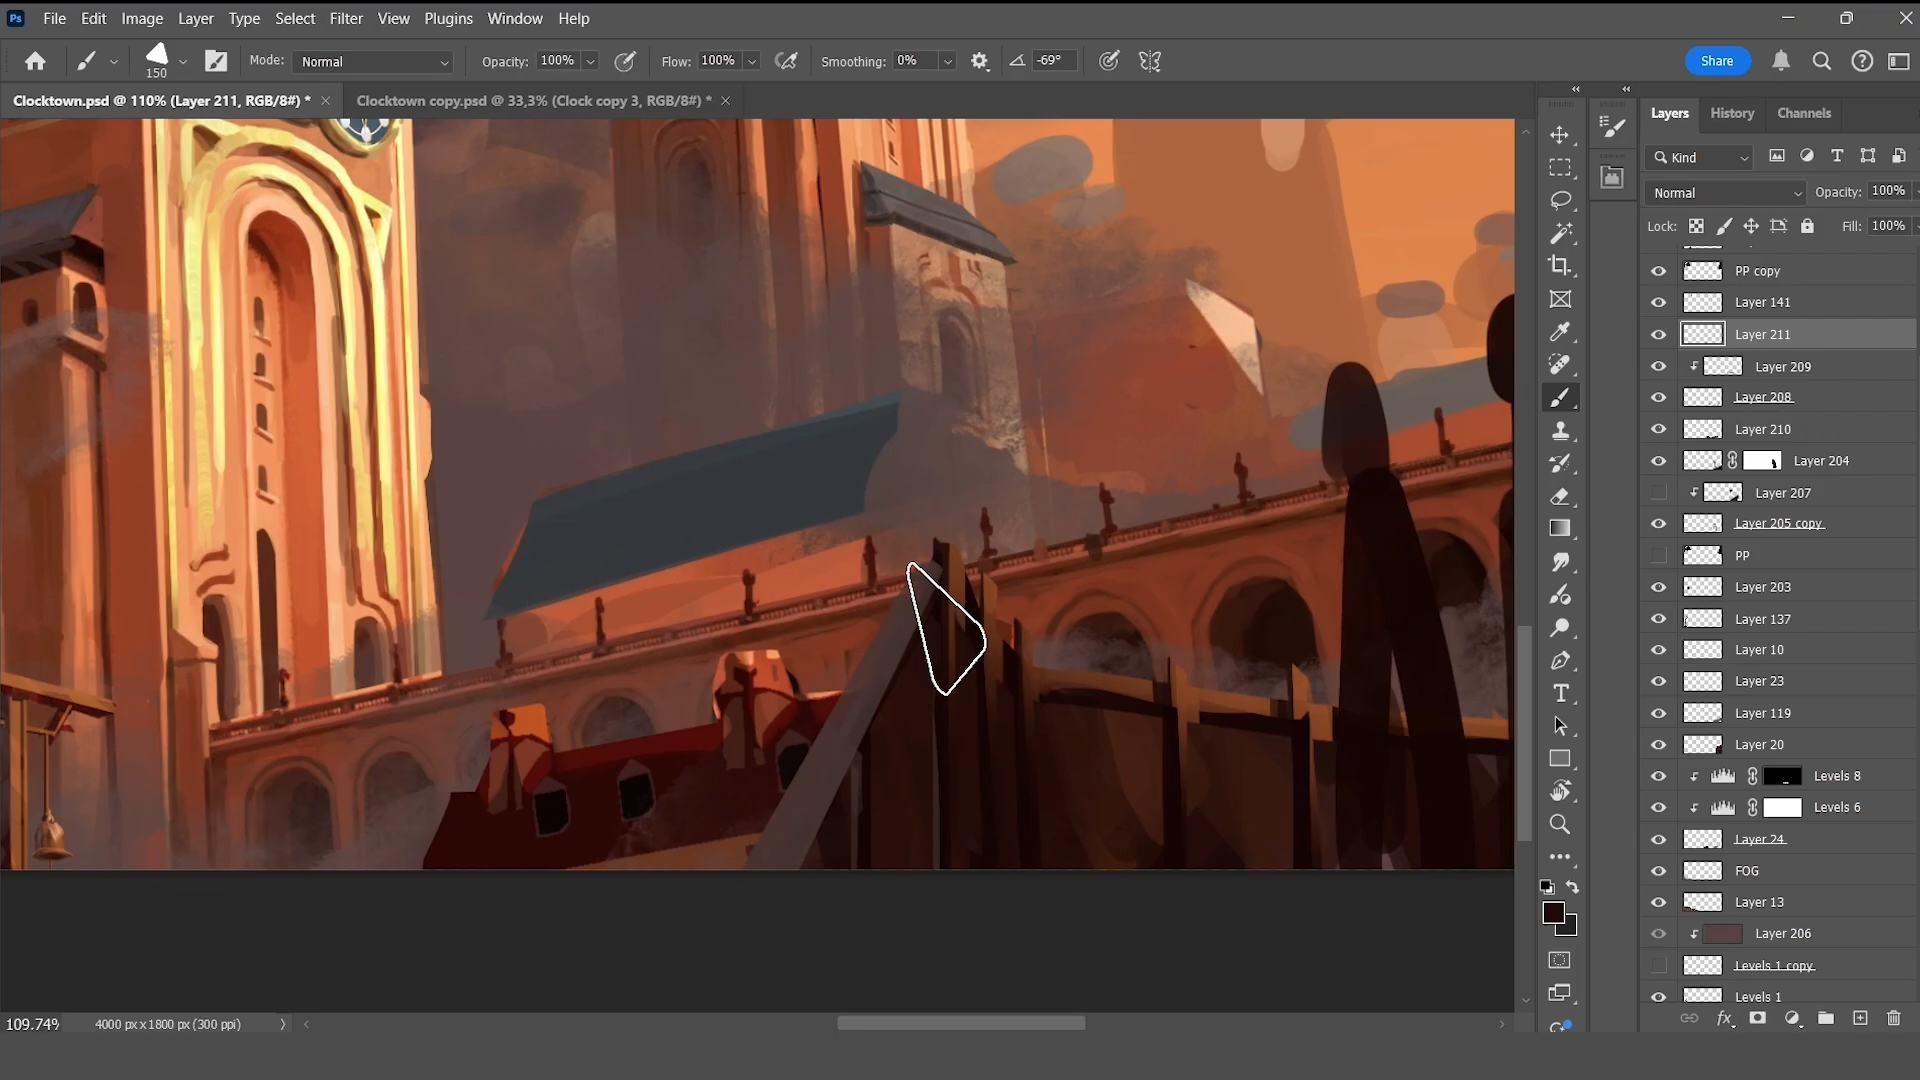 Ps File Edit Image Layer Type Select Filter View Plugins Window Help
150 Mode: Normal Opacity: 100% Flow: 100% Smoothing: 0% -69° Share
Clocktown.psd @ 110% (Layer 211, RGB/8#) * Clocktown copy.psd @ 33,3% (Clock copy 3, RGB/8#) *
Layers History Channels
Kind
Normal Opacity: 100%
Lock: Fill: 100%
PP copy
Layer 141
Layer 211
Layer 209
Layer 208
Layer 210
Layer 204
Layer 207
Layer 205 copy
PP
Layer 203
Layer 137
Layer 10
Layer 23
Layer 119
Layer 20
Levels 8
Levels 6
Layer 24
FOG
Layer 13
Layer 206
Levels 1 copy
Levels 1
fx
109.74% 4000 px x 1800 px (300 ppi)